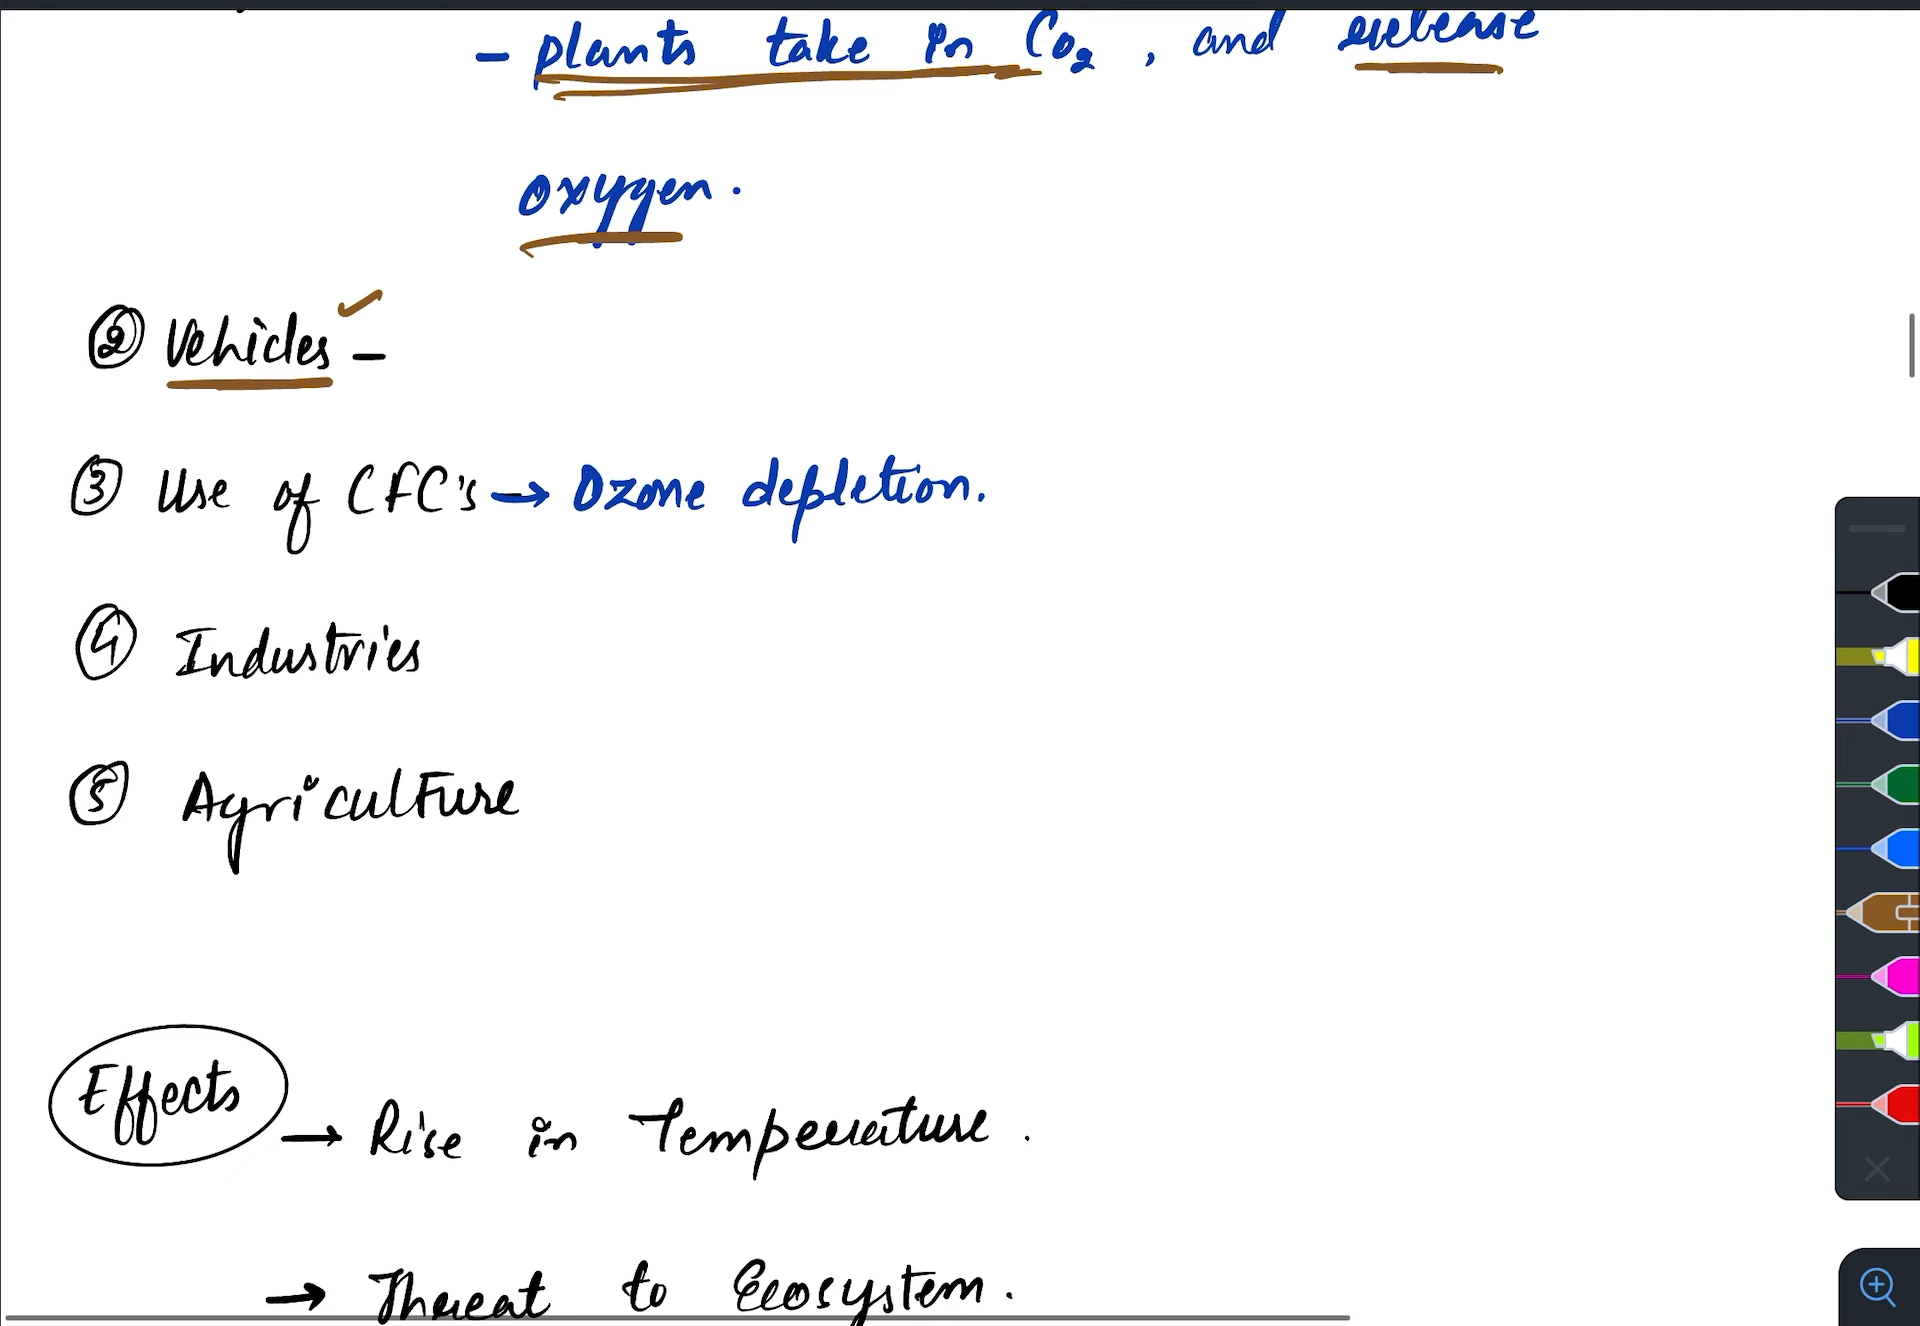 - plants take in CO2, and release
oxygen.
② Vehicles -
③ Use of CFC's → Ozone depletion.
④ Industries
⑤ Agriculture
Effects
→ Rise in Temperature.
→ Threat to Ecosystem.